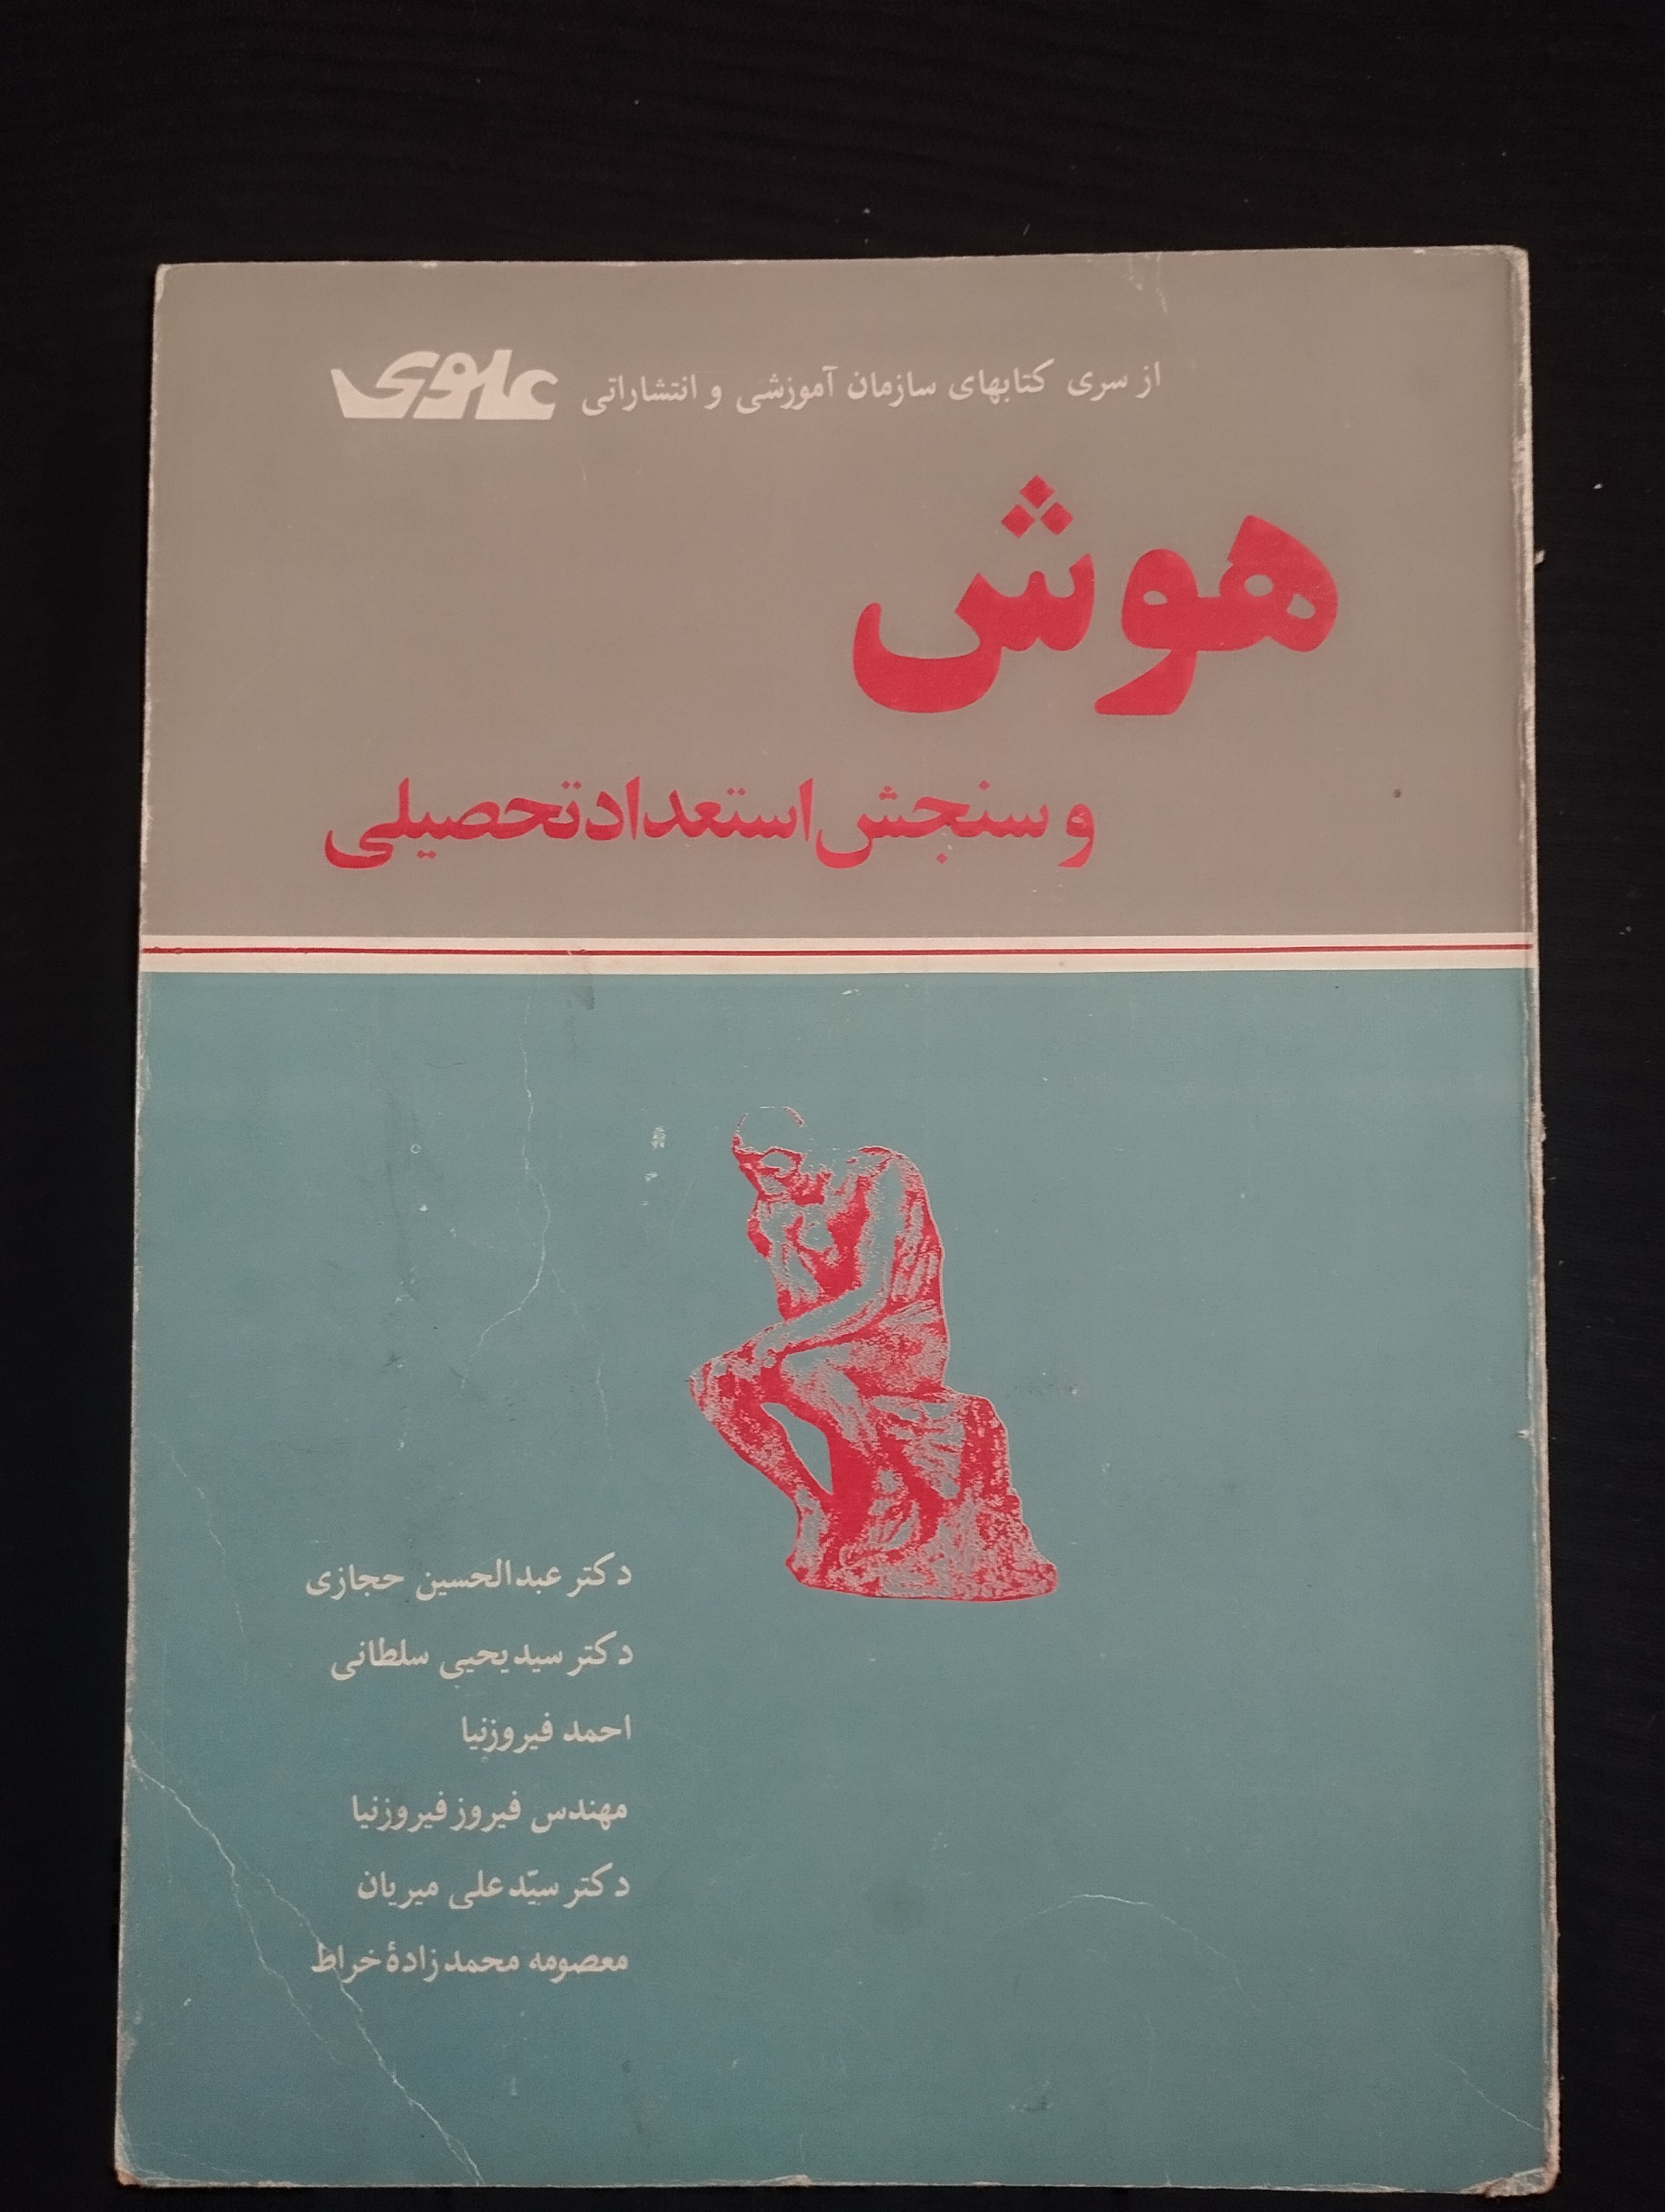 از سری کتابهای سازمان آموزشی و انتشاراتی علوی
هوش
و سنجش استعداد تحصیلی
دکتر عبدالحسین حجازی
دکتر سید یحیی سلطانی
احمد فیروزنیا
مهندس فیروز فیروزنیا
دکتر سیّد علی میریان
معصومه محمدزادهٔ خراط